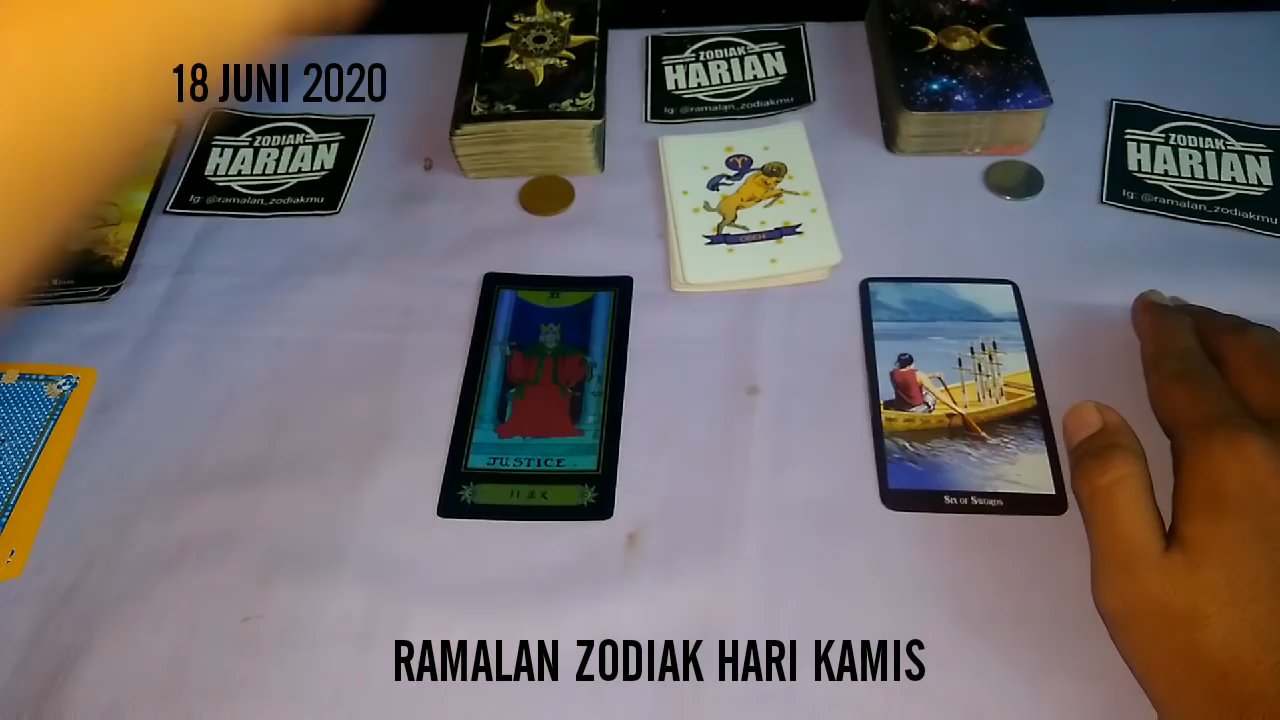 18 JUNI 2020
ZODIAK
HARIAN
Ig: @ramalan_zodiakmu
ZODIAK
HARIAN
Ig: @ramalan_zodiakmu
ZODIAK
HARIAN
Ig: @ramalan_zodiakmu
ОВЕН
JUSTICE.
SIX OF SWORDS
RAMALAN ZODIAK HARI KAMIS